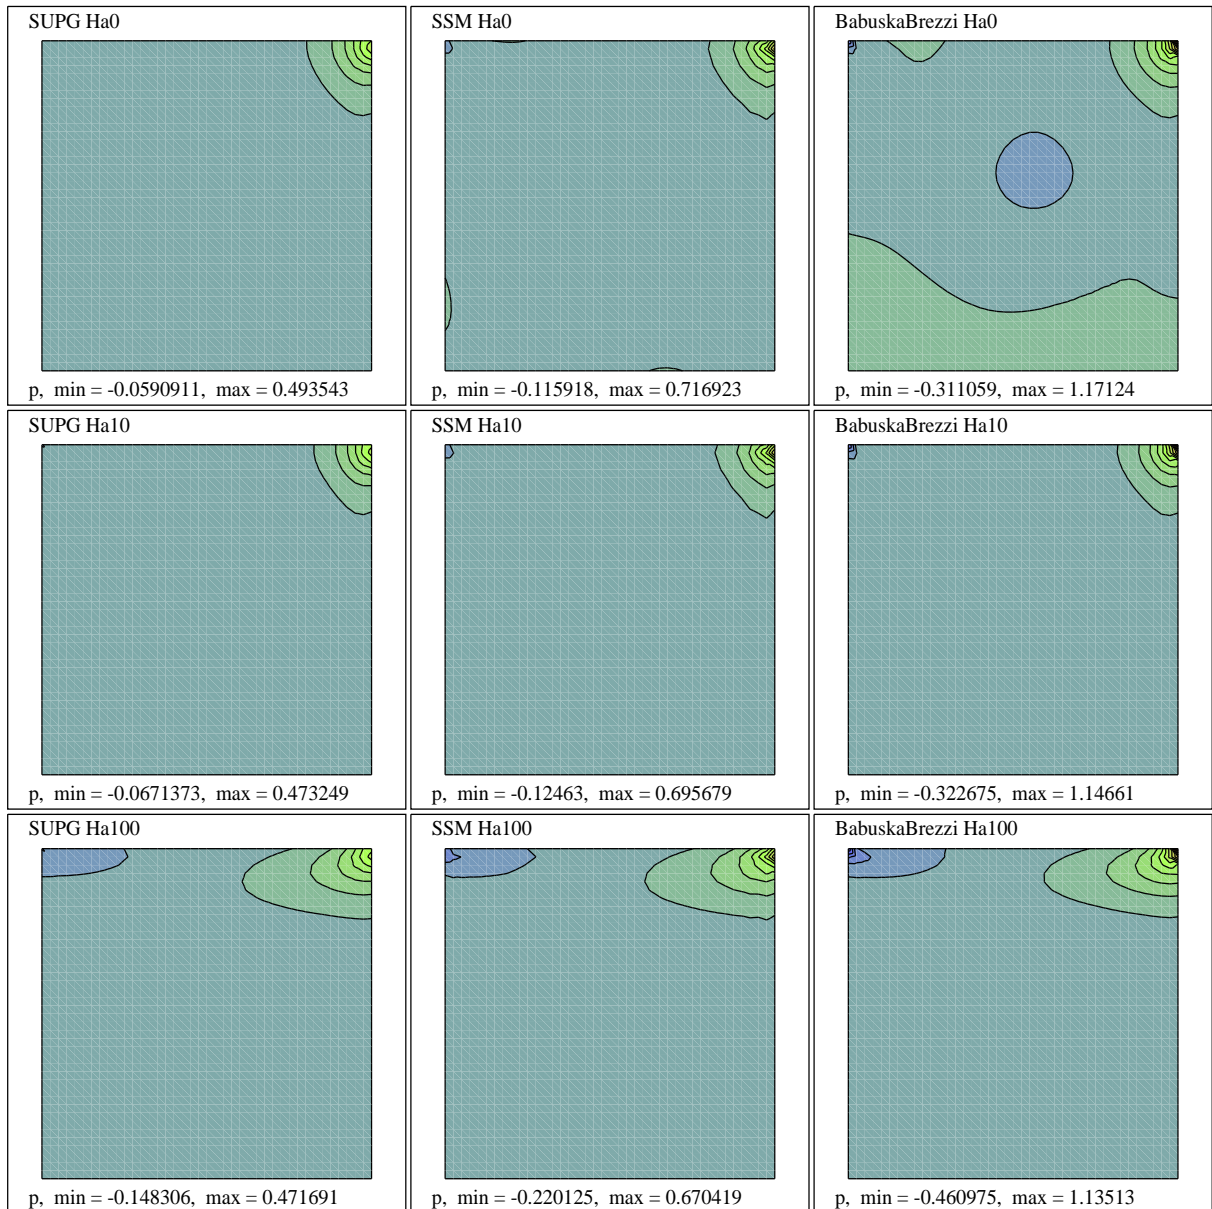 SUPG Ha0
SSM Ha0
BabuskaBrezzi Ha0
p, min = -0.0590911, max = 0.493543
p, min = -0.115918, max = 0.716923
p, min = -0.311059, max = 1.17124
SUPG Ha10
SSM Ha10
BabuskaBrezzi Ha10
p, min = -0.0671373, max = 0.473249
p, min = -0.12463, max = 0.695679
p, min = -0.322675, max = 1.14661
SUPG Ha100
SSM Ha100
BabuskaBrezzi Ha100
p, min = -0.148306, max = 0.471691
p, min = -0.220125, max = 0.670419
p, min = -0.460975, max = 1.13513